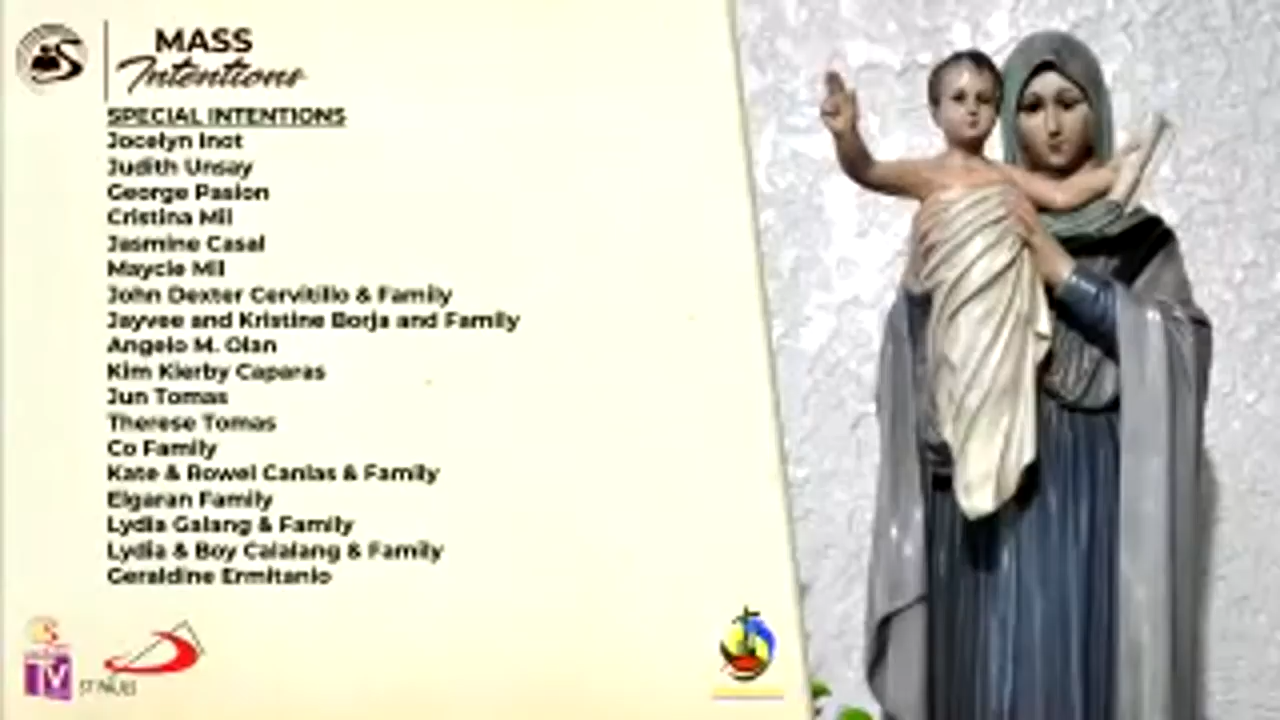 MASS
Intentions
SPECIAL INTENTIONS
Jocelyn Inot
Judith Unsay
George Pasion
Cristina Mil
Jasmine Casal
Maycie Mil
John Dexter Cervitillo & Family
Jayvee and Kristine Borja and Family
Angelo M. Olan
Kim Kierby Caparas
Jun Tomas
Therese Tomas
Co Family
Kate & Rowel Canlas & Family
Elgaran Family
Lydia Galang & Family
Lydia & Boy Calalang & Family
Geraldine Ermitanio
TV
ST PAULS